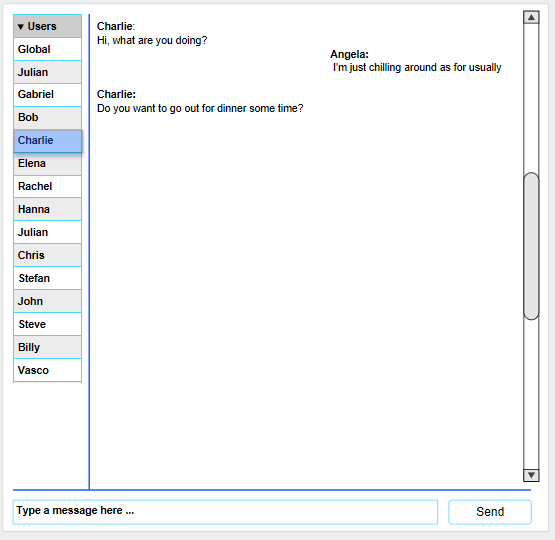 ▼ Users
Global
Julian
Gabriel
Bob
Charlie
Elena
Rachel
Hanna
Julian
Chris
Stefan
John
Steve
Billy
Vasco
Charlie:
Hi, what are you doing?
Angela:
I'm just chilling around as for usually
Charlie:
Do you want to go out for dinner some time?
Type a message here ...
Send